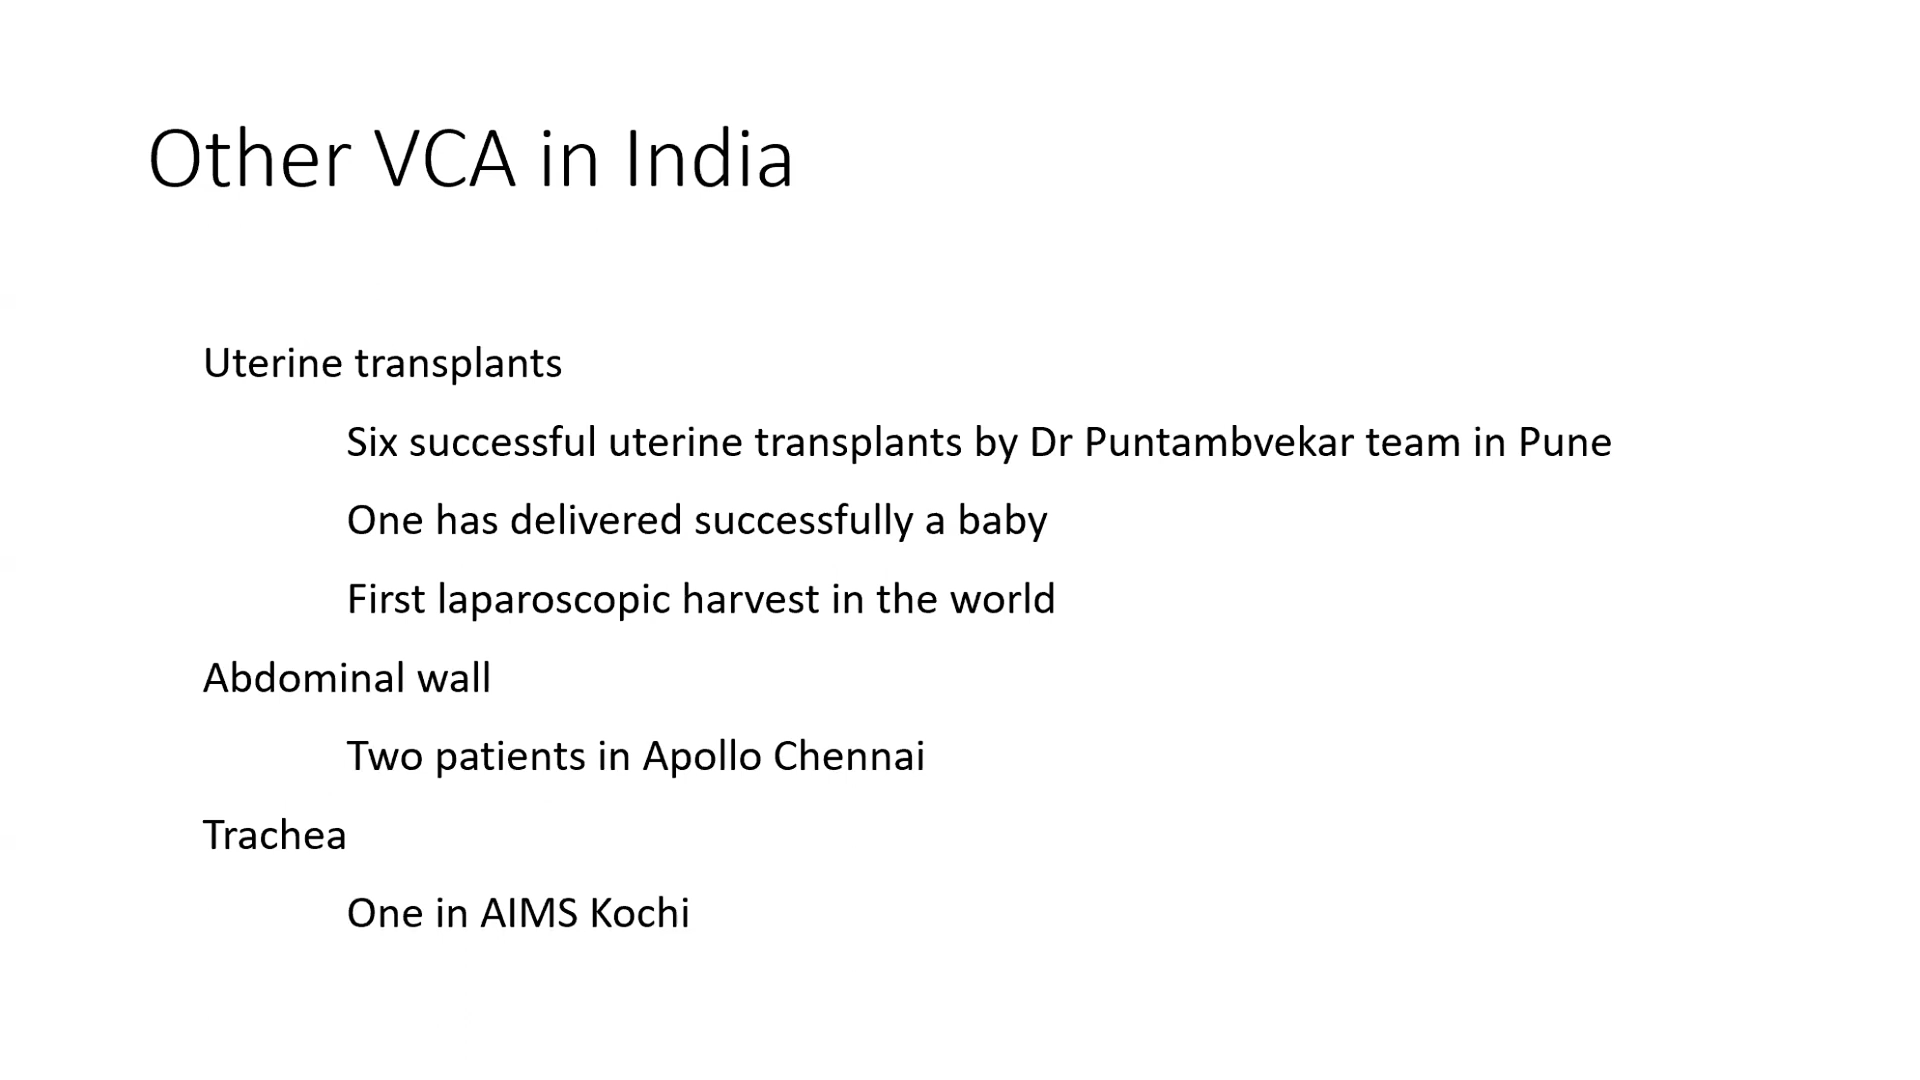 Other VCA in India
Uterine transplants
Six successful uterine transplants by Dr Puntambvekar team in Pune
One has delivered successfully a baby
First laparoscopic harvest in the world
Abdominal wall
Two patients in Apollo Chennai
Trachea
One in AIMS Kochi